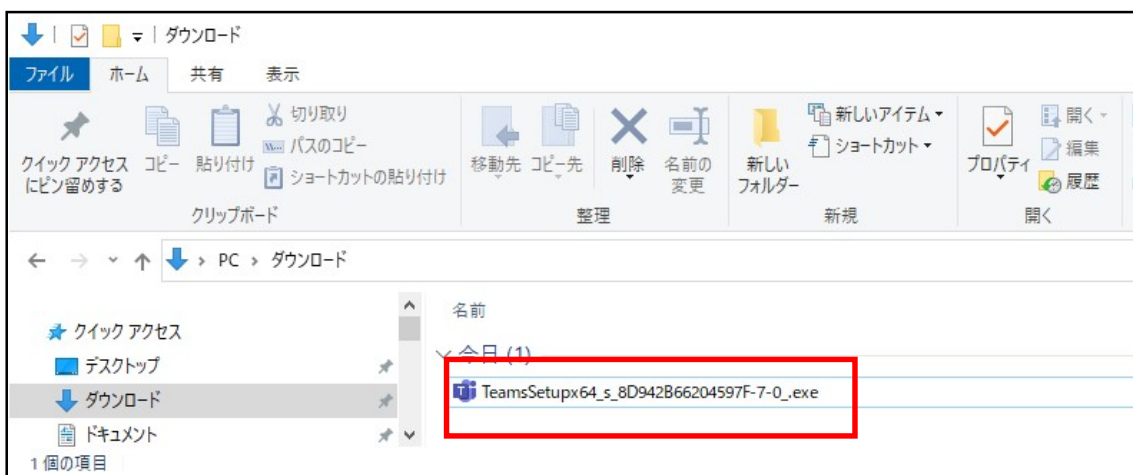 ダウンロード
ファイル ホーム 共有 表示
クイック アクセスにピン留めする
コピー
貼り付け
切り取り
パスのコピー
ショートカットの貼り付け
クリップボード
移動先
コピー先
削除
名前の変更
整理
新しいフォルダー
新しいアイテム
ショートカット
新規
プロパティ
開く
編集
履歴
開く
PC ダウンロード
名前
クイック アクセス
今日 (1)
デスクトップ
TeamsSetupx64_s_8D942B66204597F-7-0_.exe
ダウンロード
ドキュメント
1 個の項目